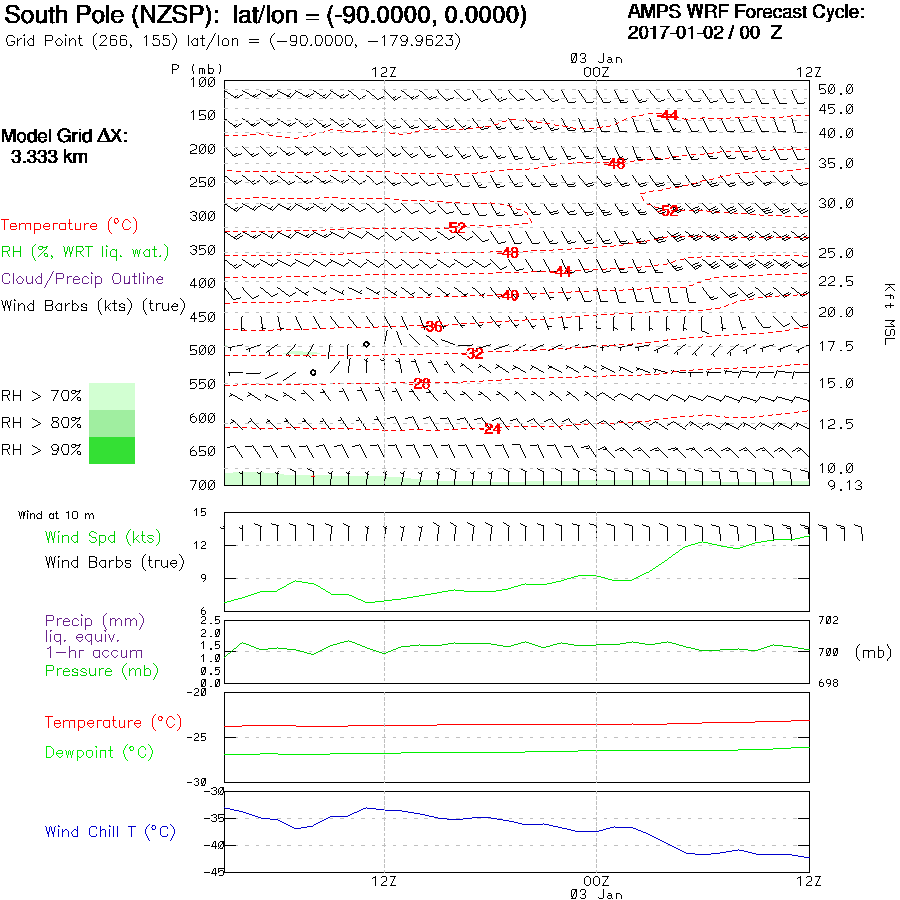 South Pole (NZSP): lat/lon = (-90.0000, 0.0000)
AMPS WRF Forecast Cycle:
Grid Point (266, 155) lat/lon = (-90.0000, -179.9623)
2017-01-02 / 00 Z
03 Jan
P (mb) 12Z 00Z 12Z
100 50.0
150 -44 45.0
Model Grid ΔX: 40.0
3.333 km
200 -48 35.0
250
300 -52 30.0
Temperature (°C) -52
RH (%, WRT liq. wat.)
350 -48 25.0
Cloud/Precip Outline
-44
400 22.5
Wind Barbs (kts) (true) -40
20.0
450 -36
Kft MSL
500 -32 17.5
550 -28 15.0
RH > 70%
RH > 80%
600 -24 12.5
RH > 90%
650
10.0
700 9.13
Wind at 10 m
15
Wind Spd (kts)
12
Wind Barbs (true)
9
6
Precip (mm) 2.5 702
liq. equiv. 2.0
1-hr accum 1.5 700 (mb)
1.0
Pressure (mb) 0.5
0.0 698
-20
Temperature (°C)
-25
Dewpoint (°C)
-30
-30
-35
Wind Chill T (°C)
-40
-45
12Z 00Z 12Z
03 Jan